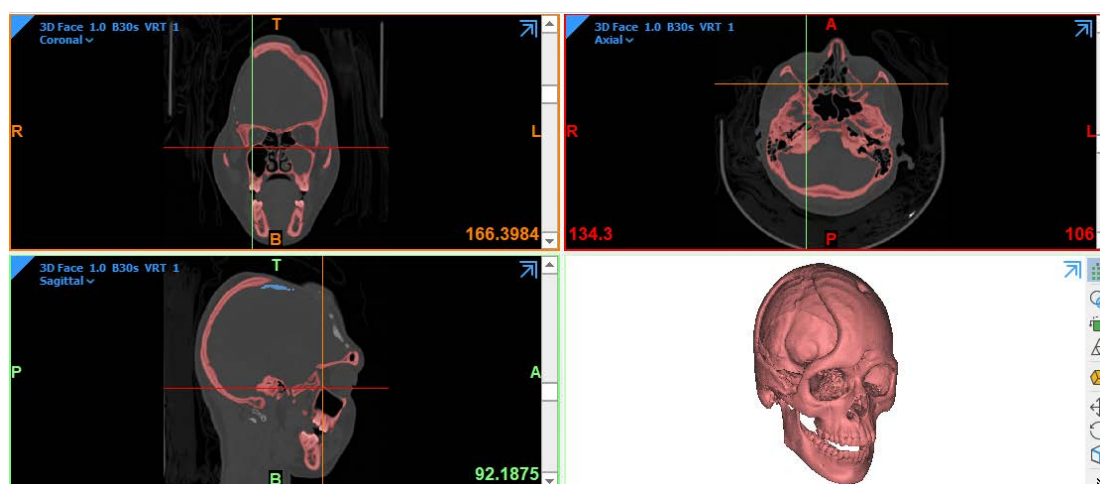 3D Face 1.0 B30s VRT 1
Coronal
T
R
L
B
166.3984
3D Face 1.0 B30s VRT 1
Axial
A
R
L
134.3
P
106
3D Face 1.0 B30s VRT 1
Sagittal
T
P
A
B
92.1875